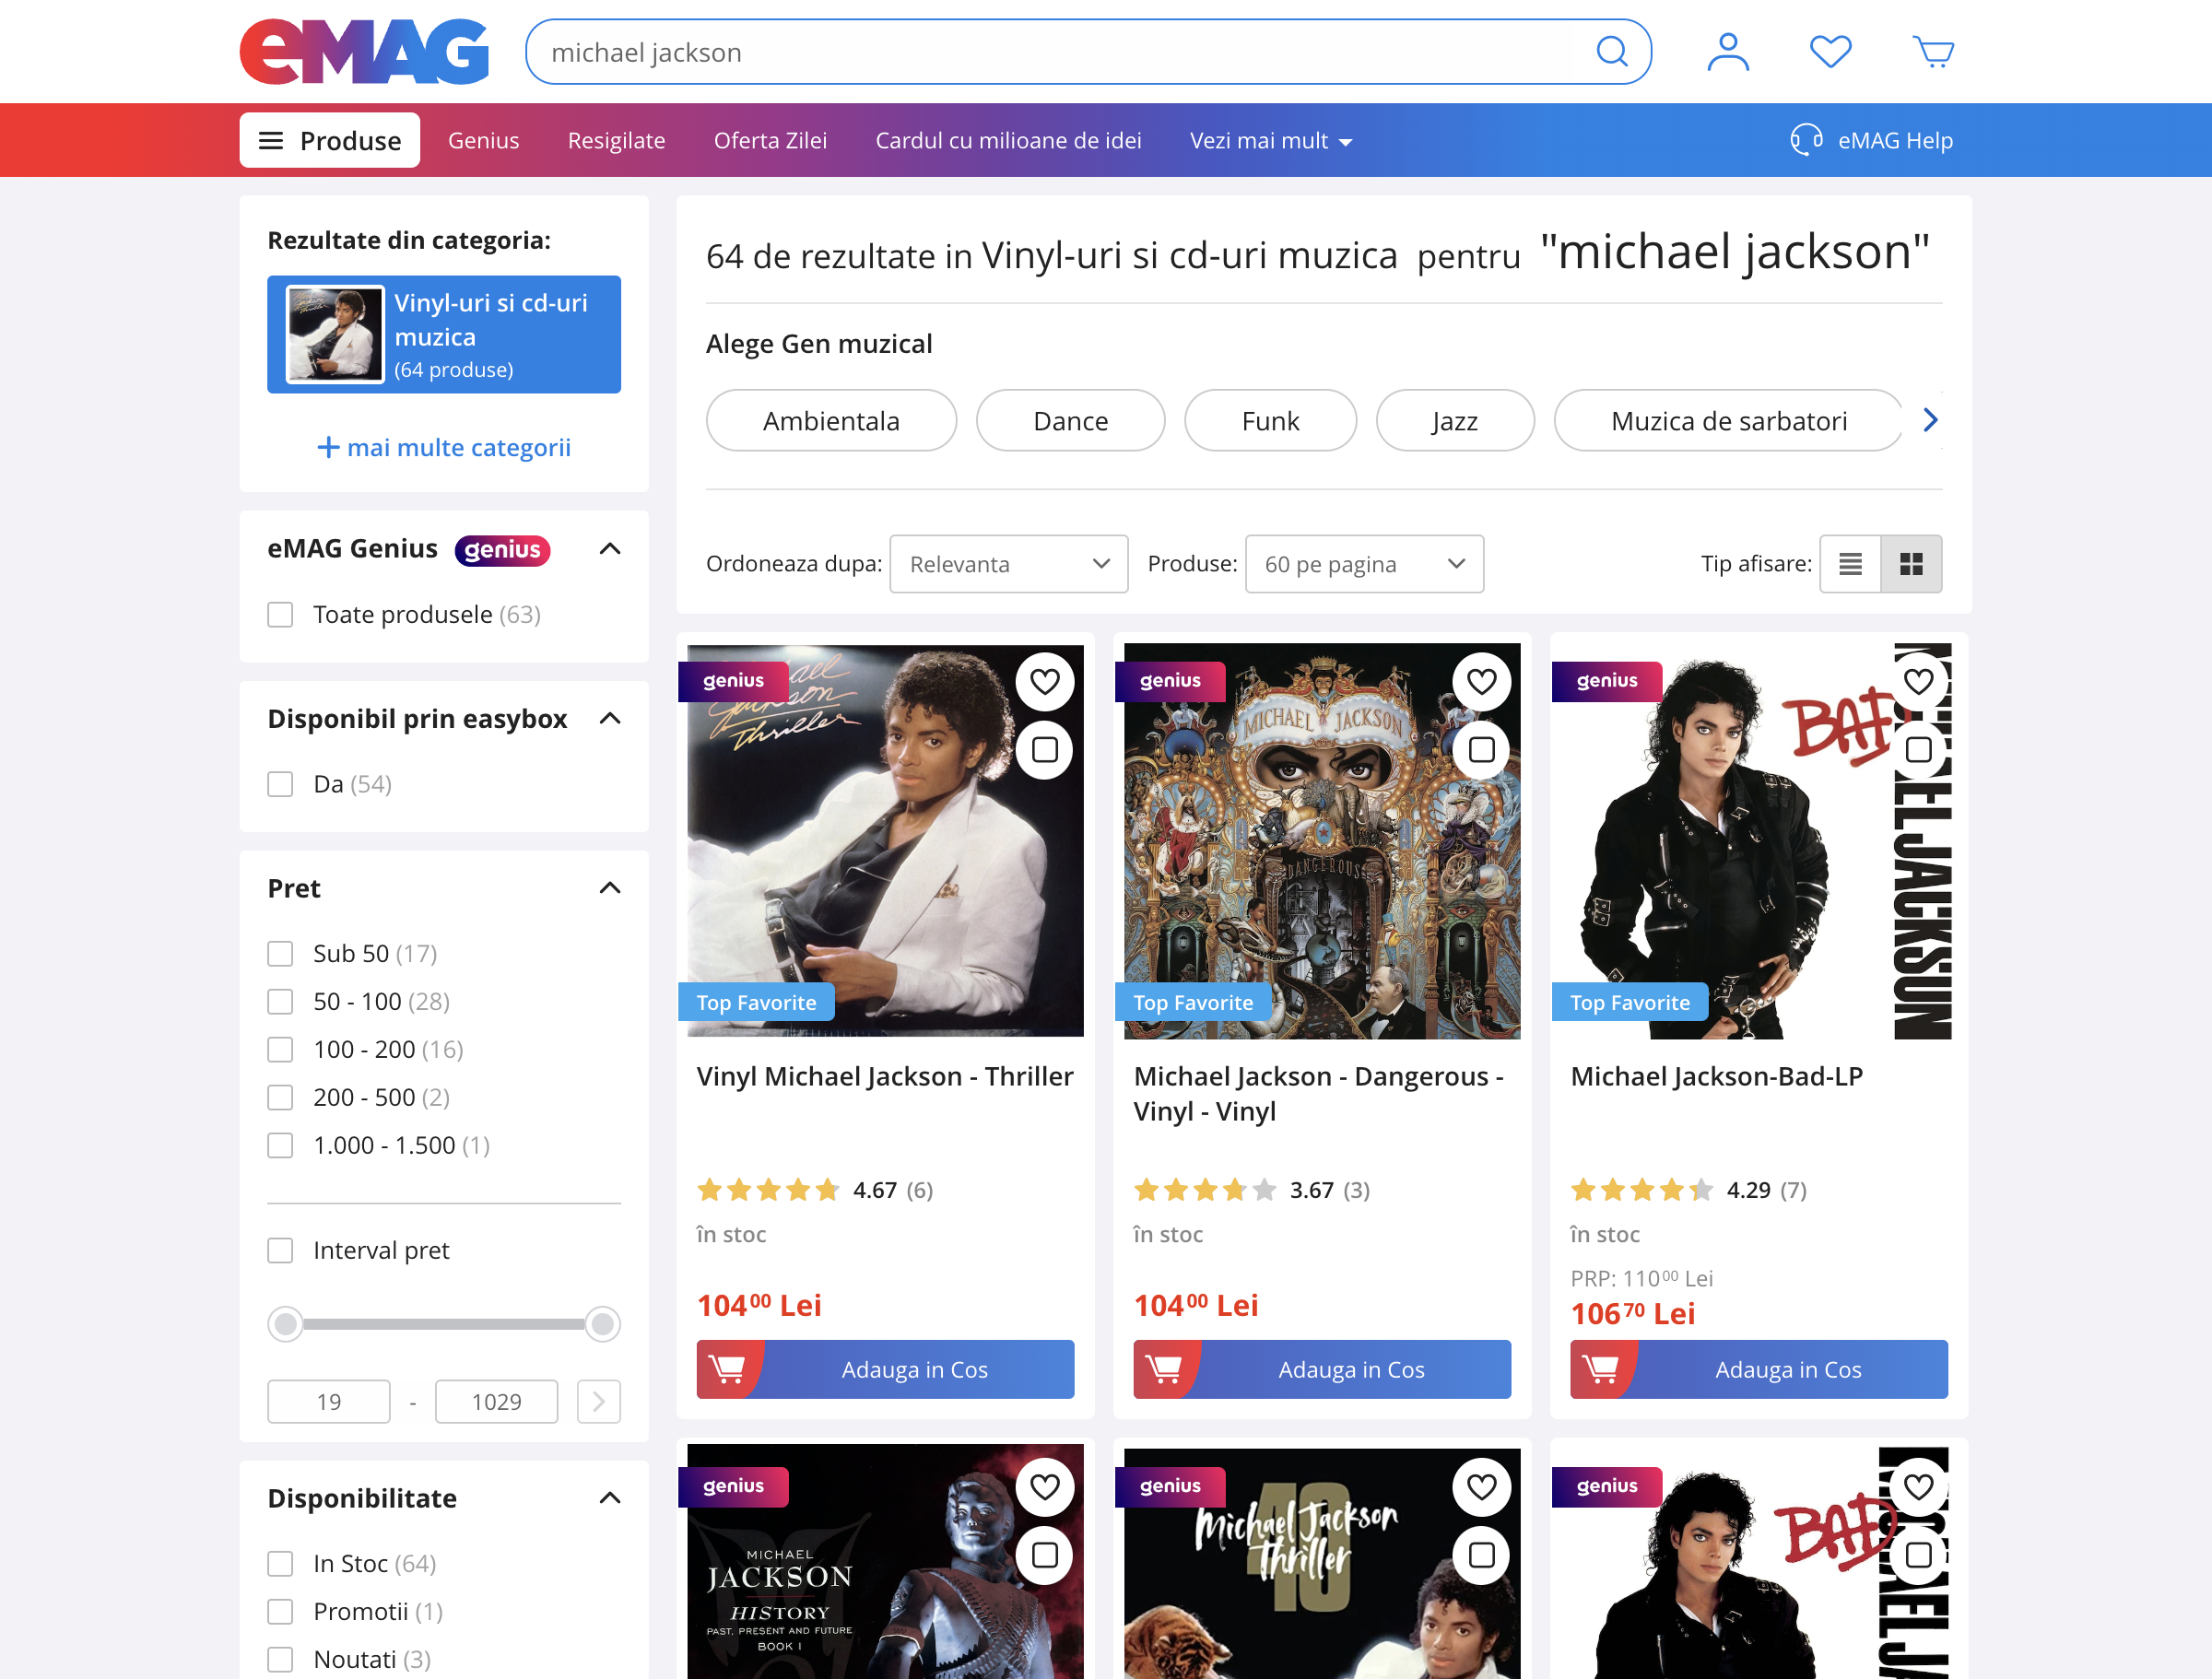 eMAG
michael jackson
Produse
Genius
Resigilate
Oferta Zilei
Cardul cu milioane de idei
Vezi mai mult
eMAG Help
Rezultate din categoria:
Vinyl-uri si cd-uri
muzica
(64 produse)
+ mai multe categorii
eMAG Genius genius
Toate produsele (63)
Disponibil prin easybox
Da (54)
Pret
Sub 50 (17)
50 - 100 (28)
100 - 200 (16)
200 - 500 (2)
1.000 - 1.500 (1)
Interval pret
19 - 1029
Disponibilitate
In Stoc (64)
Promotii (1)
Noutati (3)
64 de rezultate in Vinyl-uri si cd-uri muzica pentru "michael jackson"
Alege Gen muzical
Ambientala
Dance
Funk
Jazz
Muzica de sarbatori
Ordoneaza dupa: Relevanta
Produse: 60 pe pagina
Tip afisare:
genius
Jackson
Thriller
Top Favorite
Vinyl Michael Jackson - Thriller
4.67 (6)
în stoc
104 00 Lei
Adauga in Cos
genius
MICHAEL JACKSON
DANGEROUS
Top Favorite
Michael Jackson - Dangerous -
Vinyl - Vinyl
3.67 (3)
în stoc
104 00 Lei
Adauga in Cos
genius
BAD
JACKSON
Top Favorite
Michael Jackson-Bad-LP
4.29 (7)
în stoc
PRP: 110 00 Lei
106 70 Lei
Adauga in Cos
genius
MICHAEL
JACKSON
HISTORY
PAST, PRESENT AND FUTURE
BOOK I
genius
40
Michael Jackson
Thriller
genius
BAD